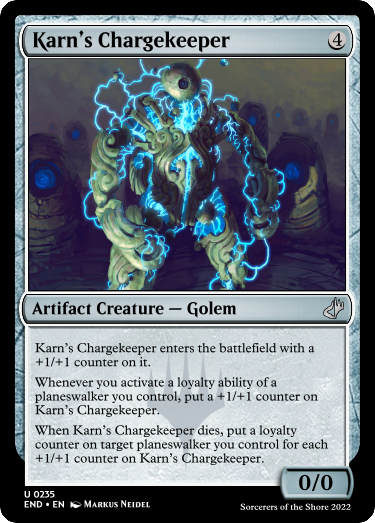 Karn's Chargekeeper 4
Artifact Creature — Golem
Karn's Chargekeeper enters the battlefield with a
+1/+1 counter on it.
Whenever you activate a loyalty ability of a
planeswalker you control, put a +1/+1 counter on
Karn's Chargekeeper.
When Karn's Chargekeeper dies, put a loyalty
counter on target planeswalker you control for each
+1/+1 counter on Karn's Chargekeeper.
0/0
U 0235
END • EN Markus Neidel
Sorcerers of the Shore 2022